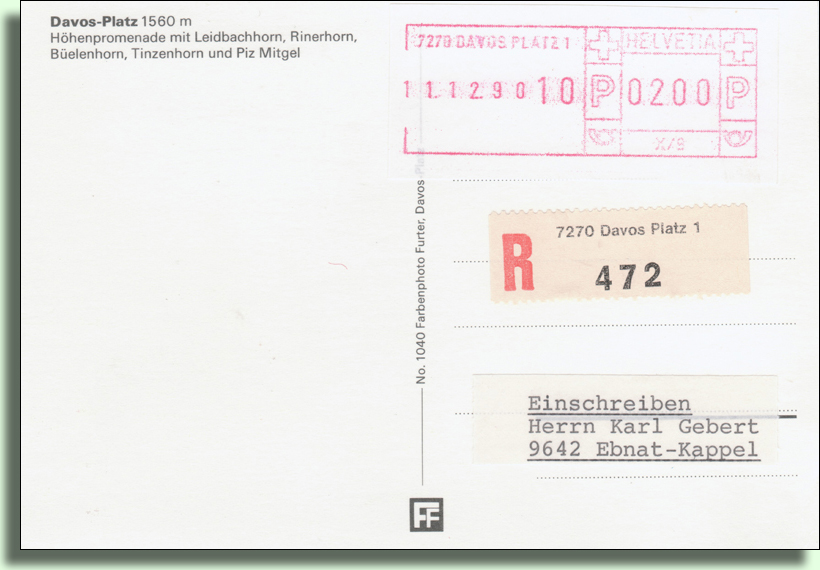 Davos-Platz 1560 m
Höhenpromenade mit Leidbachhorn, Rinerhorn,
Büelenhorn, Tinzenhorn und Piz Mitgel
7270 DAVOS PLATZ 1
HELVETIA
11.1290 10 P 0200 P
X/9
No. 1040 Farbenphoto Furter, Davos-Platz
R
7270 Davos Platz 1
472
Einschreiben
Herrn Karl Gebert
9642 Ebnat-Kappel
FF